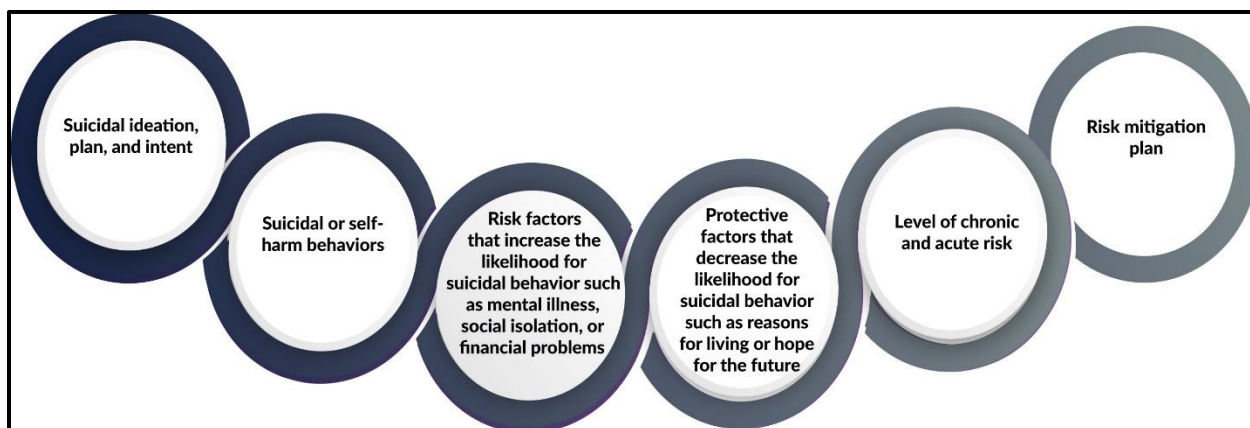 Suicidal ideation,
plan, and intent
Suicidal or self-
harm behaviors
Risk factors
that increase the
likelihood for
suicidal behavior such
as mental illness,
social isolation, or
financial problems
Protective
factors that
decrease the
likelihood for
suicidal behavior
such as reasons
for living or hope
for the future
Level of chronic
and acute risk
Risk mitigation
plan